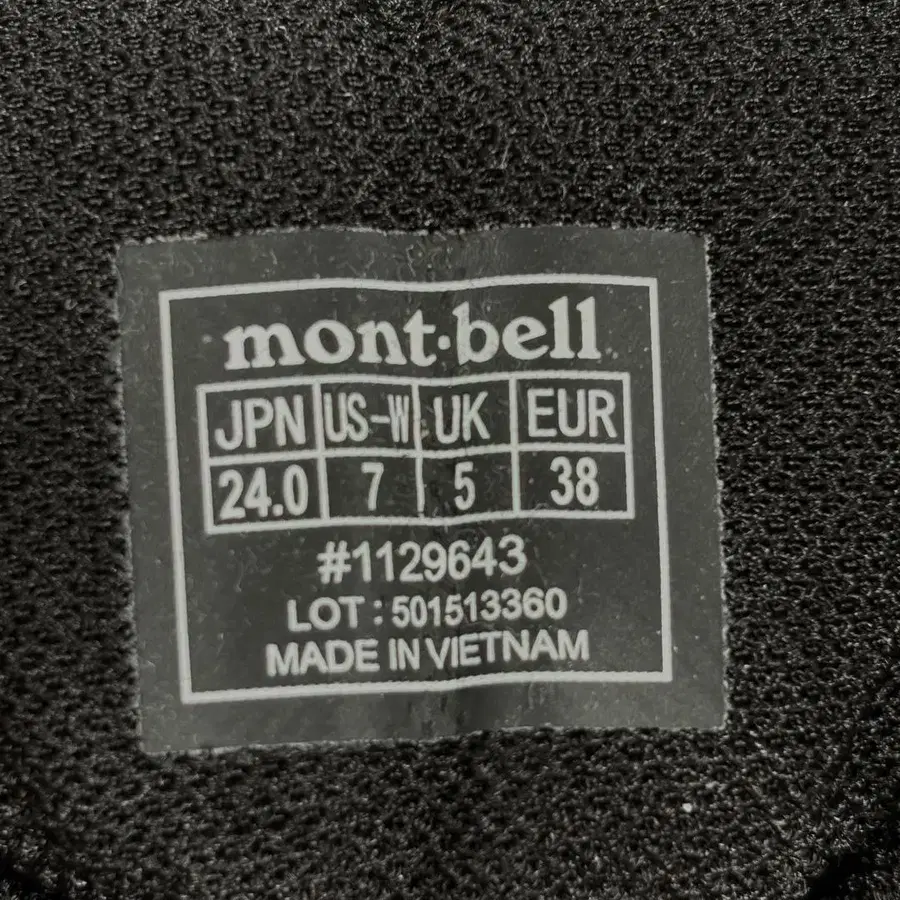 mont·bell
JPN US-W UK EUR
24.0 7 5 38
#1129643
LOT : 501513360
MADE IN VIETNAM